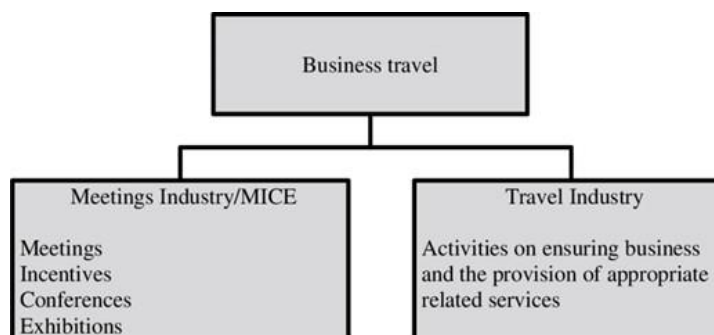 Business travel
Meetings Industry/MICE
Meetings
Incentives
Conferences
Exhibitions
Travel Industry
Activities on ensuring business
and the provision of appropriate
related services